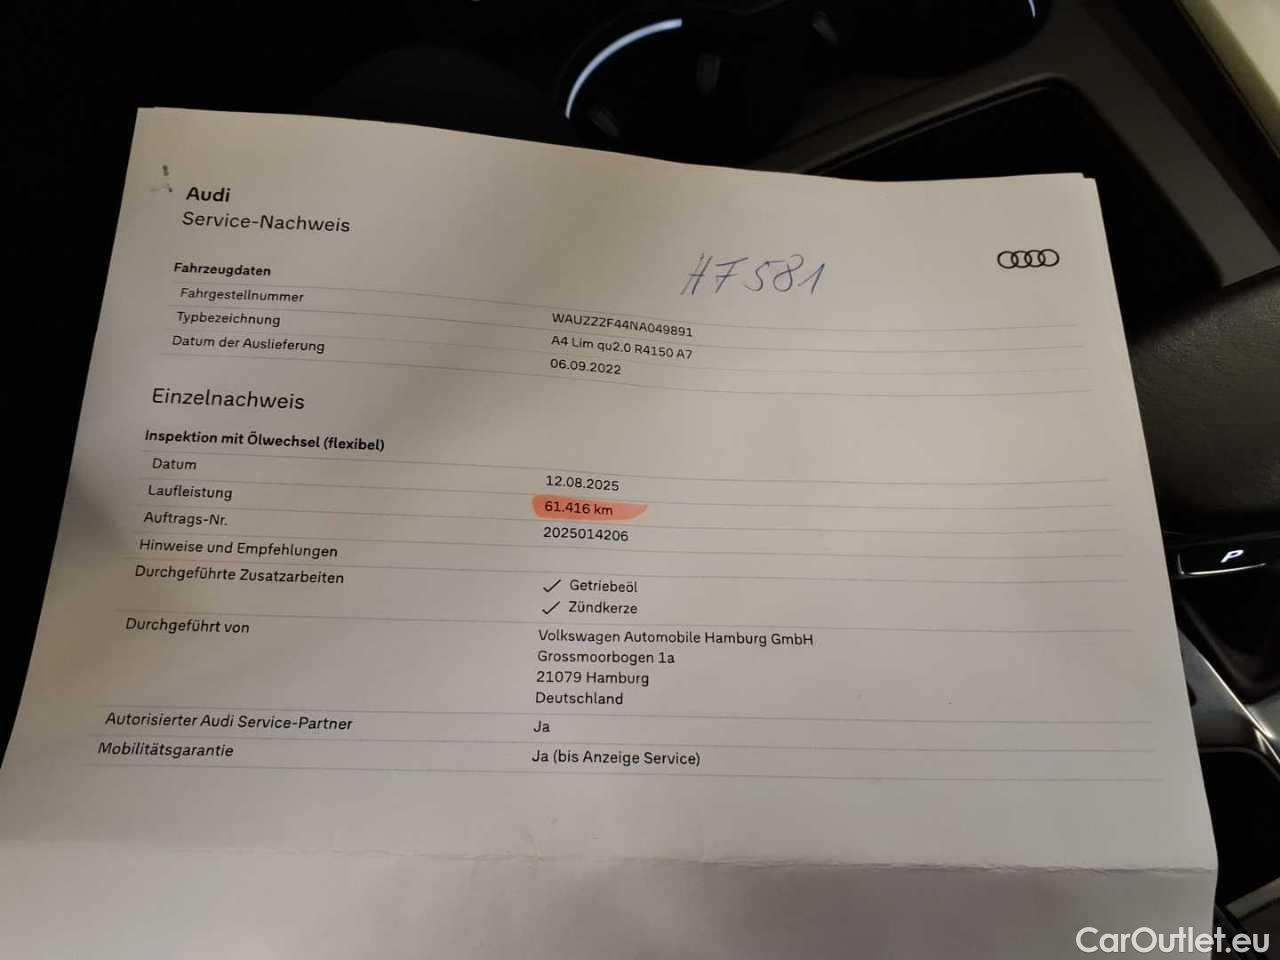 Audi
Service-Nachweis
H7581
Fahrzeugdaten
Fahrgestellnummer WAUZZZF44NA049891
Typbezeichnung A4 Lim qu2.0 R4150 A7
Datum der Auslieferung 06.09.2022
Einzelnachweis
Inspektion mit Ölwechsel (flexibel)
Datum 12.08.2025
Laufleistung 61.416 km
Auftrags-Nr. 2025014206
Hinweise und Empfehlungen
Durchgeführte Zusatzarbeiten ✓ Getriebeöl
✓ Zündkerze
Durchgeführt von Volkswagen Automobile Hamburg GmbH
Grossmoorbogen 1a
21079 Hamburg
Deutschland
Autorisierter Audi Service-Partner Ja
Mobilitätsgarantie Ja (bis Anzeige Service)
P
CarOutlet.eu